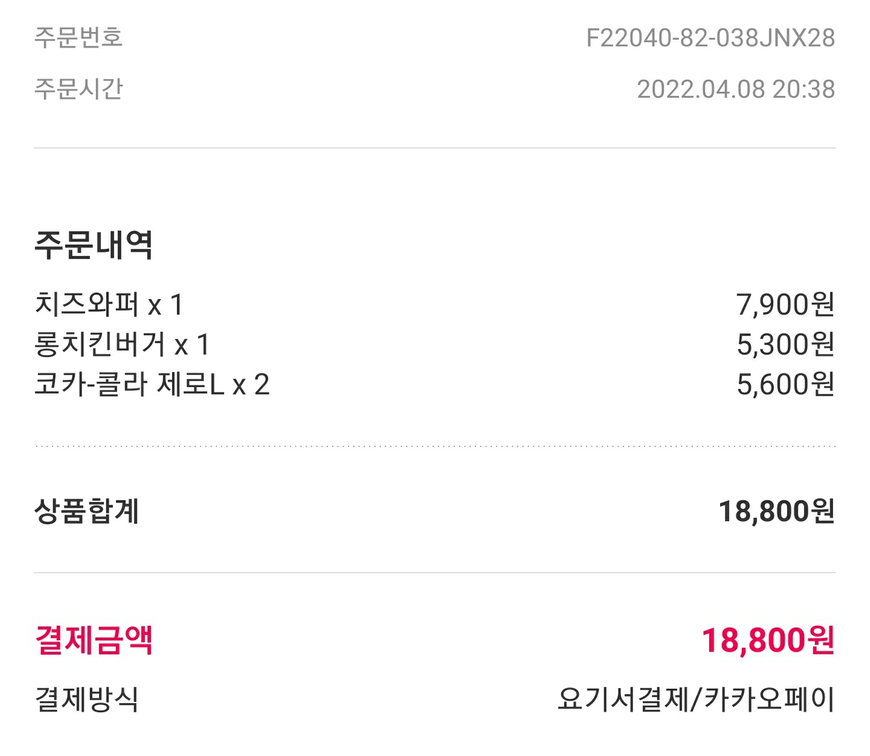 주문번호 F22040-82-038JNX28
주문시간 2022.04.08 20:38
주문내역
치즈와퍼 x 1 7,900원
롱치킨버거 x 1 5,300원
코카-콜라 제로L x 2 5,600원
상품합계 18,800원
결제금액 18,800원
결제방식 요기서결제/카카오페이